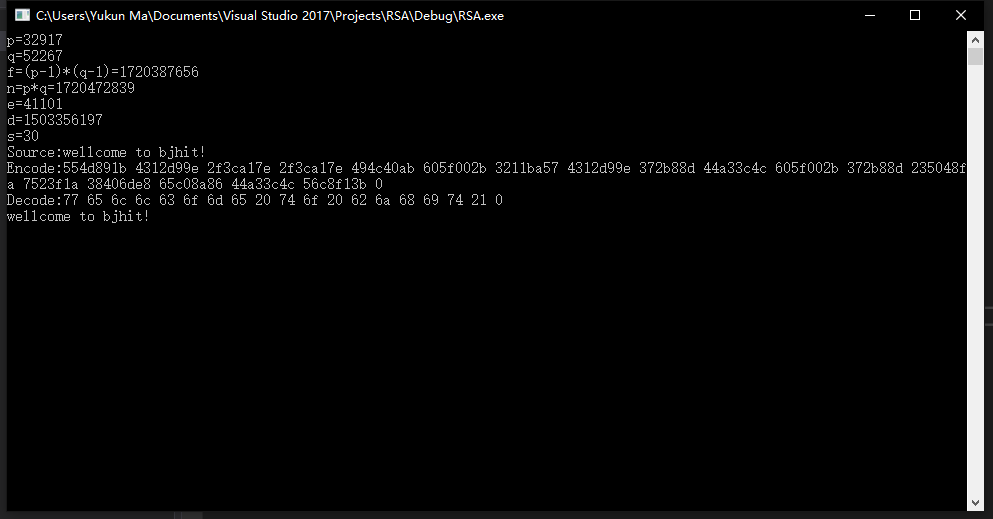 C:\Users\Yukun Ma\Documents\Visual Studio 2017\Projects\RSA\Debug\RSA.exe
p=32917
q=52267
f=(p-1)*(q-1)=1720387656
n=p*q=1720472839
e=41101
d=1503356197
s=30
Source:wellcome to bjhit!
Encode:554d891b 4312d99e 2f3ca17e 2f3ca17e 494c40ab 605f002b 3211ba57 4312d99e 372b88d 44a33c4c 605f002b 372b88d 235048f
a 7523f1a 38406de8 65c08a86 44a33c4c 56c8f13b 0
Decode:77 65 6c 6c 63 6f 6d 65 20 74 6f 20 62 6a 68 69 74 21 0
wellcome to bjhit!